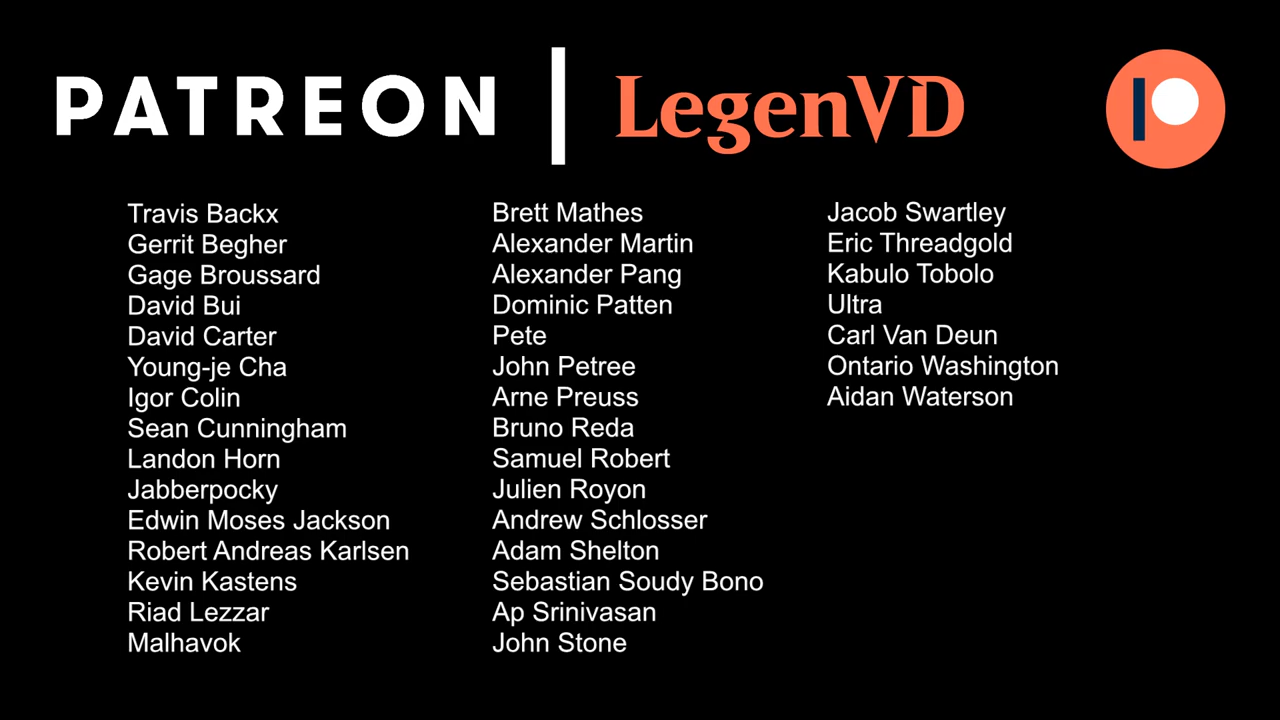 PATREON | LegenVD
Travis Backx
Gerrit Begher
Gage Broussard
David Bui
David Carter
Young-je Cha
Igor Colin
Sean Cunningham
Landon Horn
Jabberpocky
Edwin Moses Jackson
Robert Andreas Karlsen
Kevin Kastens
Riad Lezzar
Malhavok
Brett Mathes
Alexander Martin
Alexander Pang
Dominic Patten
Pete
John Petree
Arne Preuss
Bruno Reda
Samuel Robert
Julien Royon
Andrew Schlosser
Adam Shelton
Sebastian Soudy Bono
Ap Srinivasan
John Stone
Jacob Swartley
Eric Threadgold
Kabulo Tobolo
Ultra
Carl Van Deun
Ontario Washington
Aidan Waterson